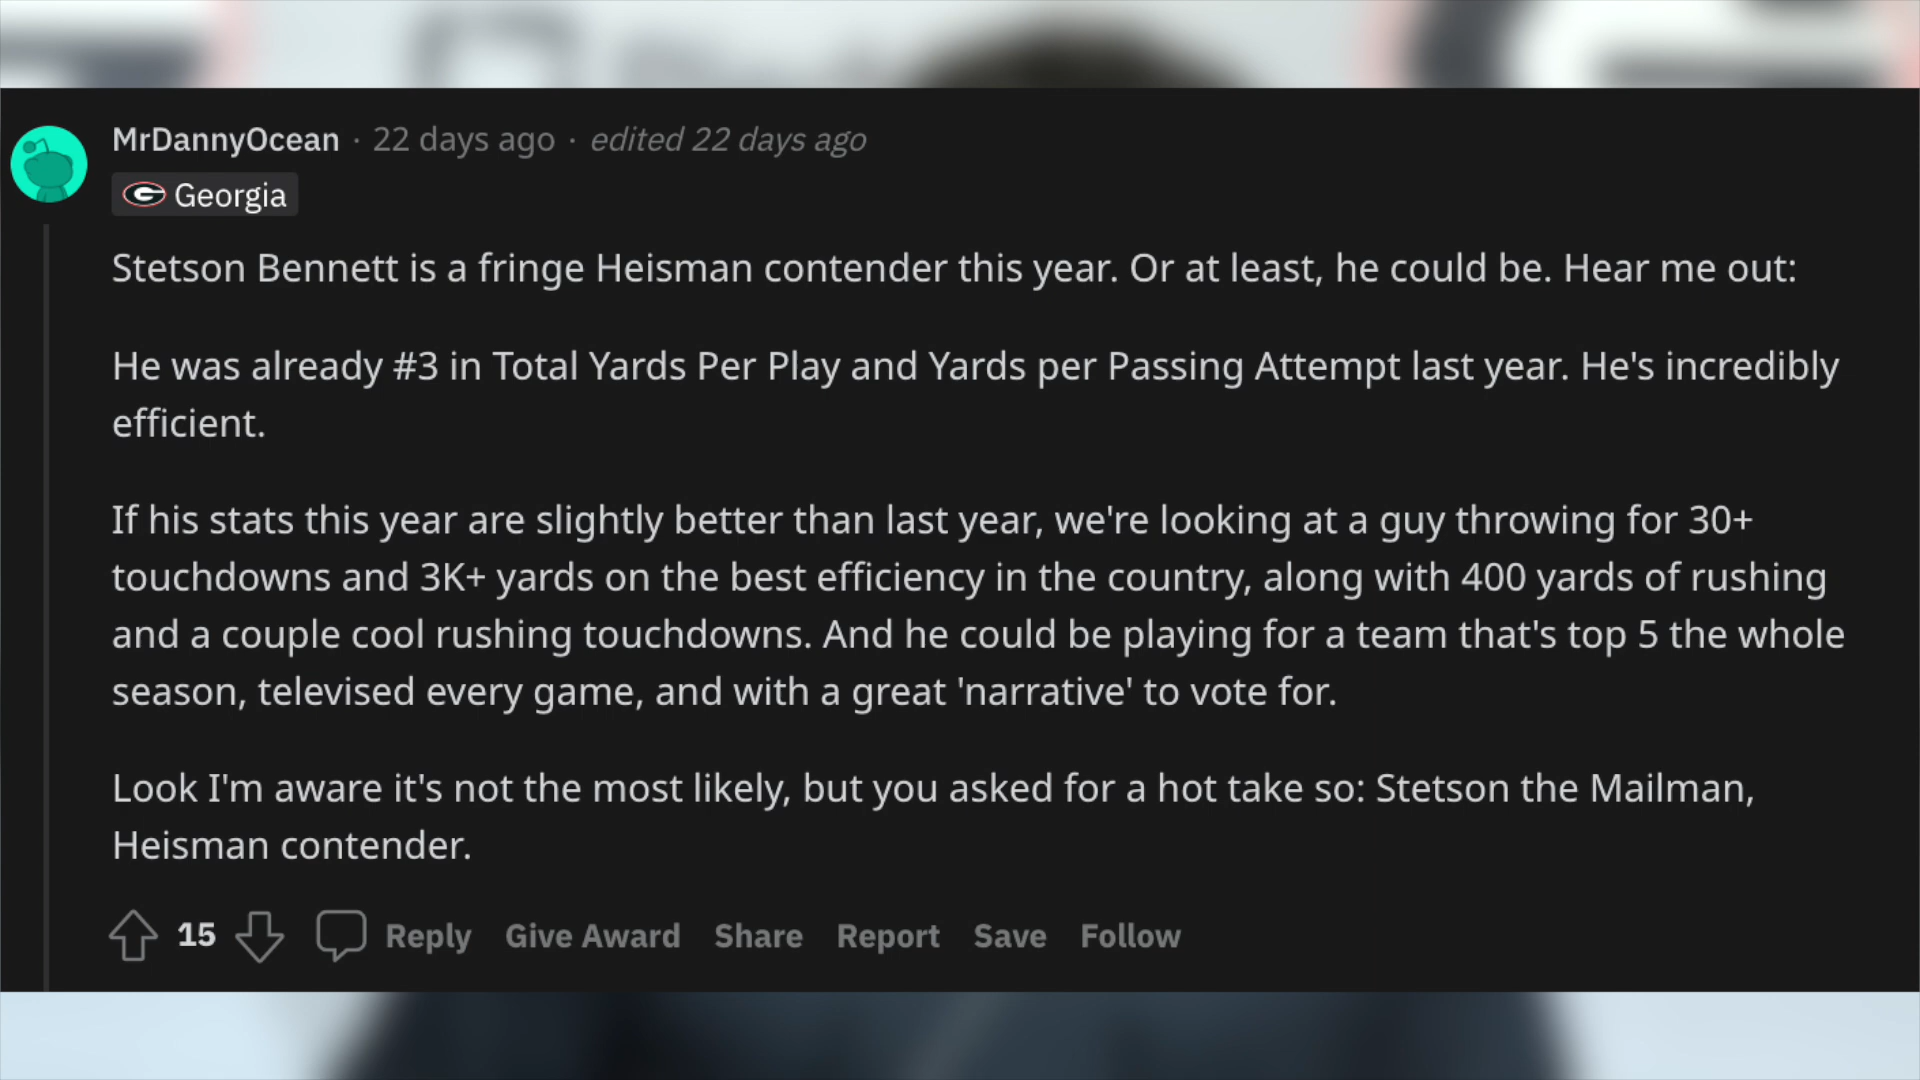 MrDannyOcean · 22 days ago · edited 22 days ago
Georgia
Stetson Bennett is a fringe Heisman contender this year. Or at least, he could be. Hear me out:
He was already #3 in Total Yards Per Play and Yards per Passing Attempt last year. He's incredibly
efficient.
If his stats this year are slightly better than last year, we're looking at a guy throwing for 30+
touchdowns and 3K+ yards on the best efficiency in the country, along with 400 yards of rushing
and a couple cool rushing touchdowns. And he could be playing for a team that's top 5 the whole
season, televised every game, and with a great 'narrative' to vote for.
Look I'm aware it's not the most likely, but you asked for a hot take so: Stetson the Mailman,
Heisman contender.
15 Reply Give Award Share Report Save Follow